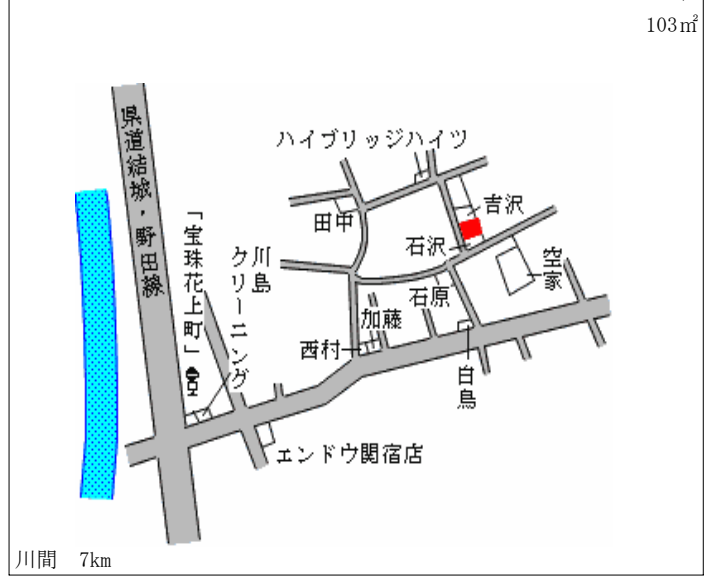 103㎡
県道結城・野田線
ハイブリッジハイツ
吉沢
田中
石沢
川島
クリーニング
「宝珠花上町」
空家
石原
加藤
西村
白鳥
エンドウ関宿店
川間 7km